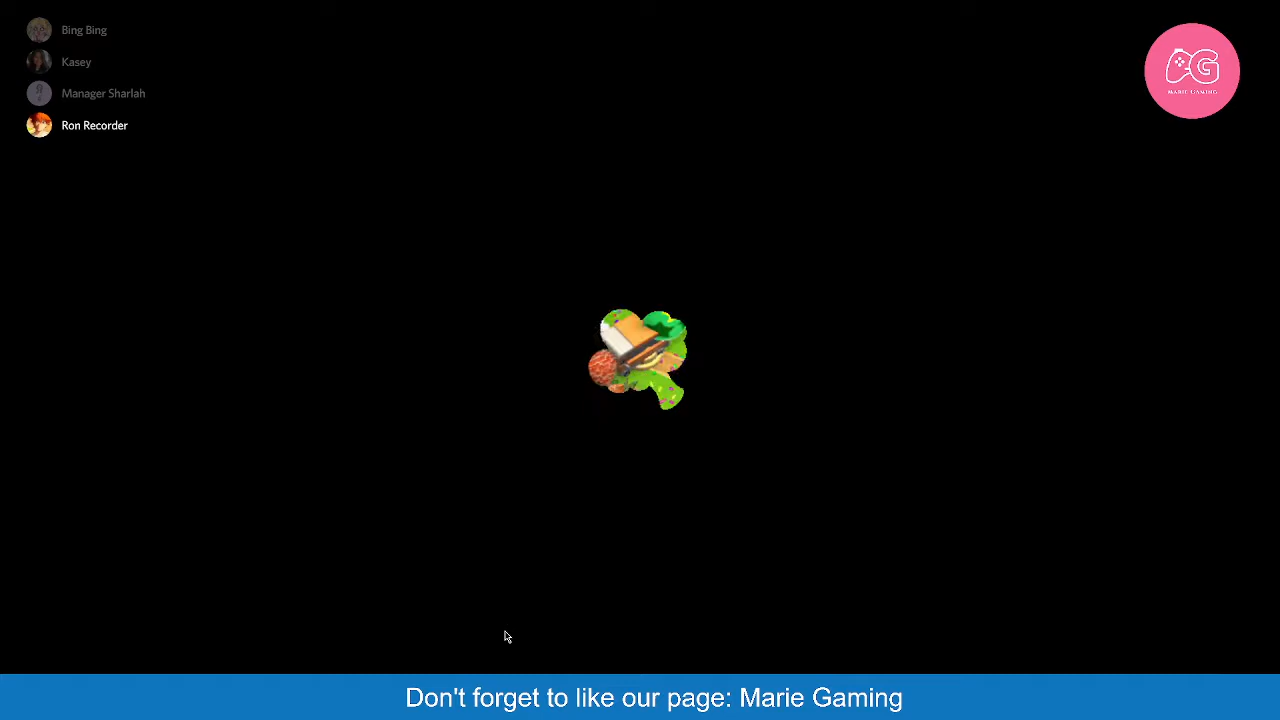 Bing Bing
Kasey
Manager Sharlah
Ron Recorder
G
MARIE GAMING
Don't forget to like our page: Marie Gaming